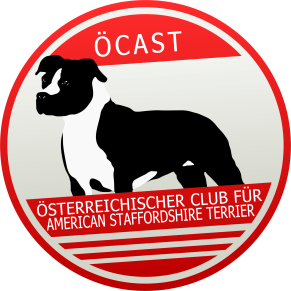 ÖCAST
ÖSTERREICHISCHER CLUB FÜR
AMERICAN STAFFORDSHIRE TERRIER